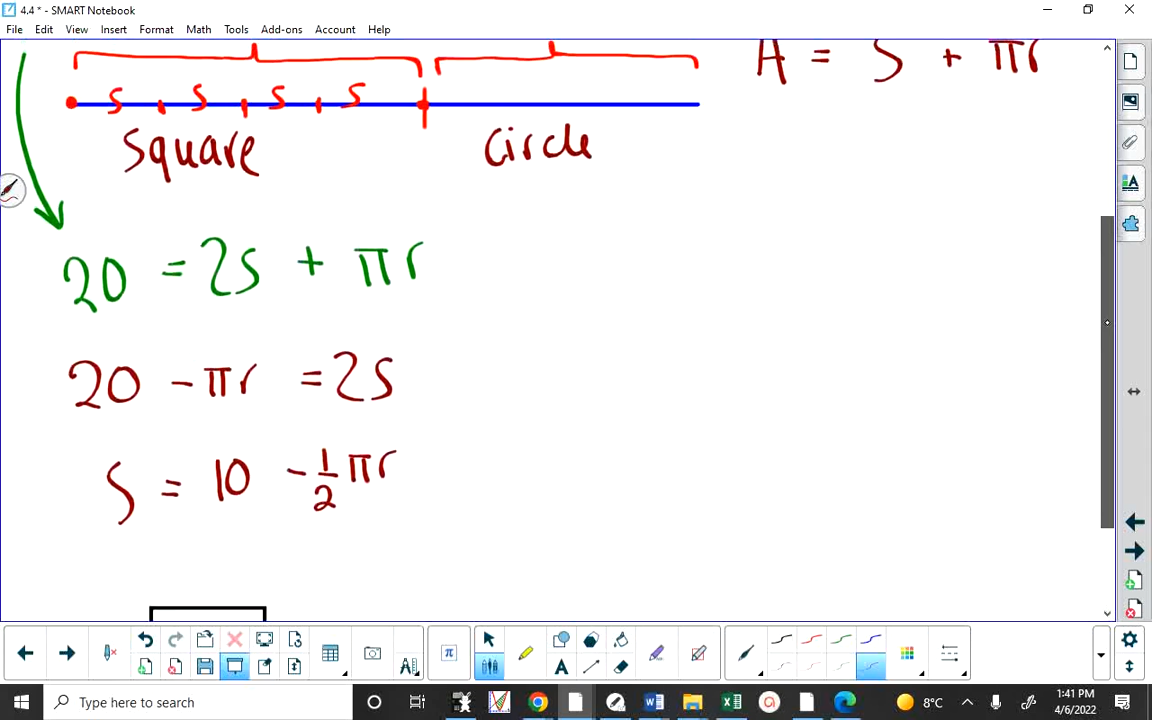 4.4 * - SMART Notebook
File Edit View Insert Format Math Tools Add-ons Account Help
A = S + πr
S S S S
Square Circle
20 = 2S + πr
20 - πr = 2S
S = 10 - 1/2 πr
π
A
Type here to search
8°C
1:41 PM
4/6/2022